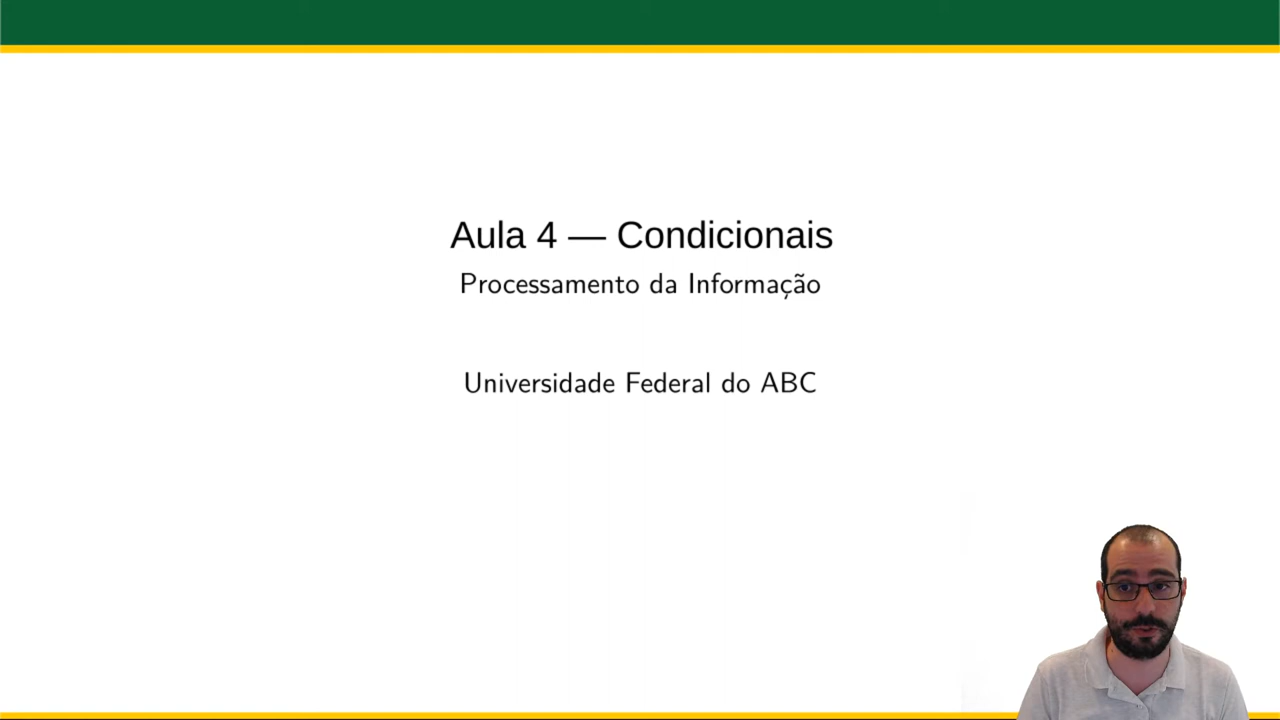 Aula 4 — Condicionais
Processamento da Informação
Universidade Federal do ABC